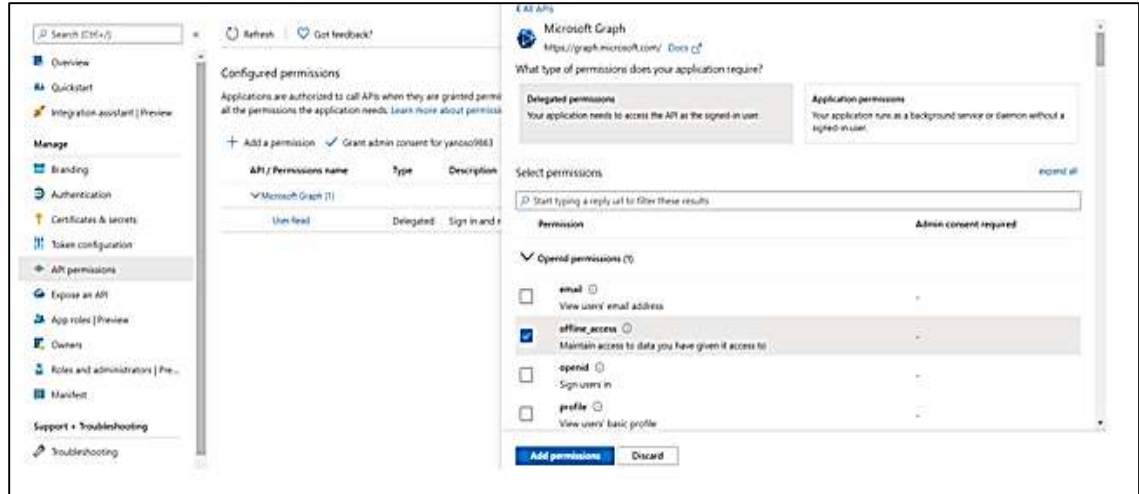 Search (Ctrl+/)
«
Overview
Quickstart
Integration assistant | Preview
Manage
Branding
Authentication
Certificates & secrets
Token configuration
API permissions
Expose an API
App roles | Preview
Owners
Roles and administrators | Pre...
Manifest
Support + Troubleshooting
Troubleshooting
Refresh
Got feedback?
Configured permissions
Applications are authorized to call APIs when they are granted permi
all the permissions the application needs. Learn more about permissi
+ Add a permission
Grant admin consent for
API / Permissions name Type Description
Microsoft Graph (1)
User.Read Delegated Sign in and r
All APIs
Microsoft Graph
https://graph.microsoft.com/ Docs
What type of permissions does your application require?
Delegated permissions
Your application needs to access the API as the signed-in user.
Application permissions
Your application runs as a background service or daemon without a
signed-in user.
Select permissions
expand all
Start typing a reply url to filter these results
Permission Admin consent required
OpenId permissions (1)
email
View users' email address
-
offline_access
Maintain access to data you have given it access to
-
openid
Sign users in
-
profile
View users' basic profile
-
Add permissions
Discard